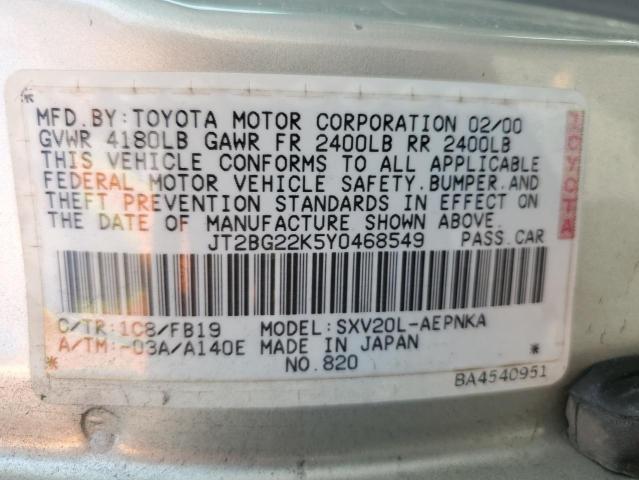 MFD.BY:TOYOTA MOTOR CORPORATION 02/00
GVWR 4180LB GAWR FR 2400LB RR 2400LB
THIS VEHICLE CONFORMS TO ALL APPLICABLE
FEDERAL MOTOR VEHICLE SAFETY.BUMPER.AND
THEFT PREVENTION STANDARDS IN EFFECT ON
THE DATE OF MANUFACTURE SHOWN ABOVE.
JT2BG22K5Y0468549 PASS.CAR
C/TR:1C8/FB19 MODEL:SXV20L-AEPNKA
A/TM:-03A/A140E MADE IN JAPAN
* NO.820 *
BA4540951
TOYOTA